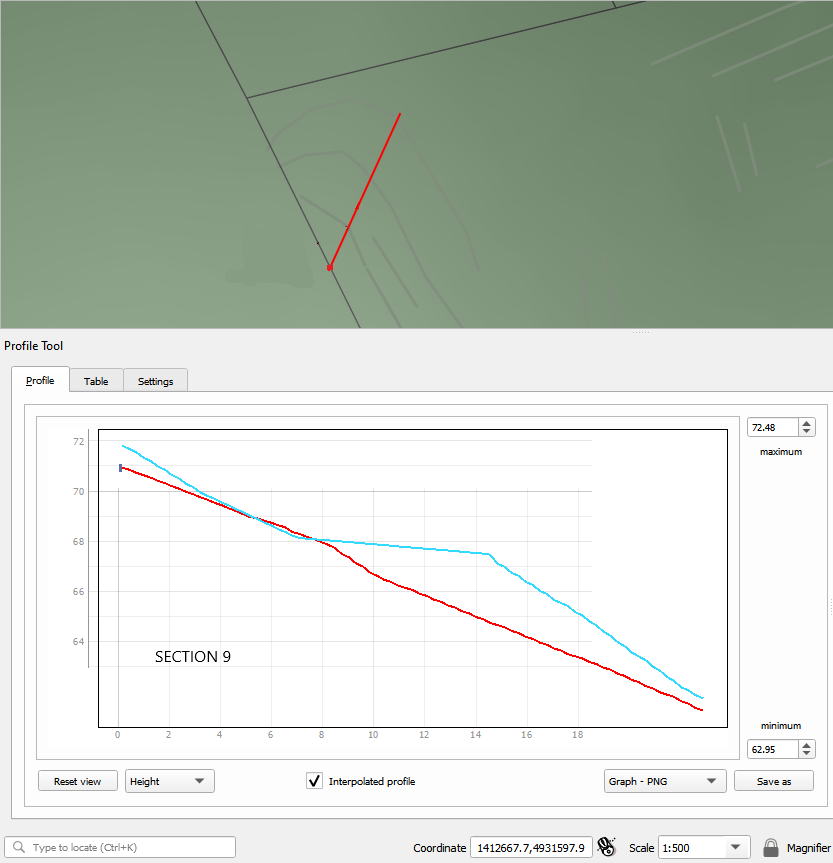 Profile Tool
Profile
Table
Settings
72.48
maximum
72
70
68
66
64
SECTION 9
0 2 4 6 8 10 12 14 16 18
minimum
62.95
Reset view
Height
Interpolated profile
Graph - PNG
Save as
Type to locate (Ctrl+K)
Coordinate 1412667.7,4931597.9 Scale 1:500 Magnifier